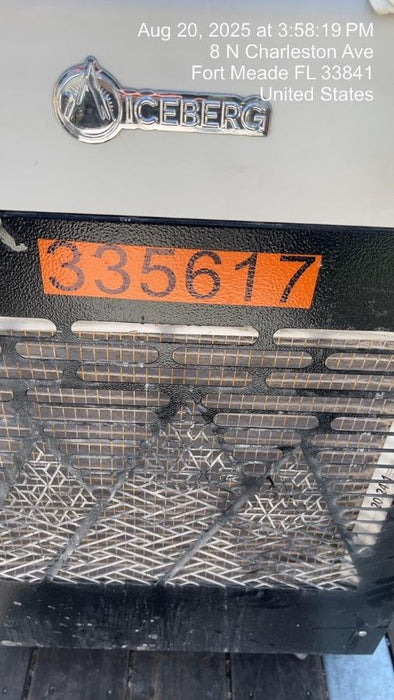 Aug 20, 2025 at 3:58:19 PM
8 N Charleston Ave
Fort Meade FL 33841
United States
ICEBERG
335617